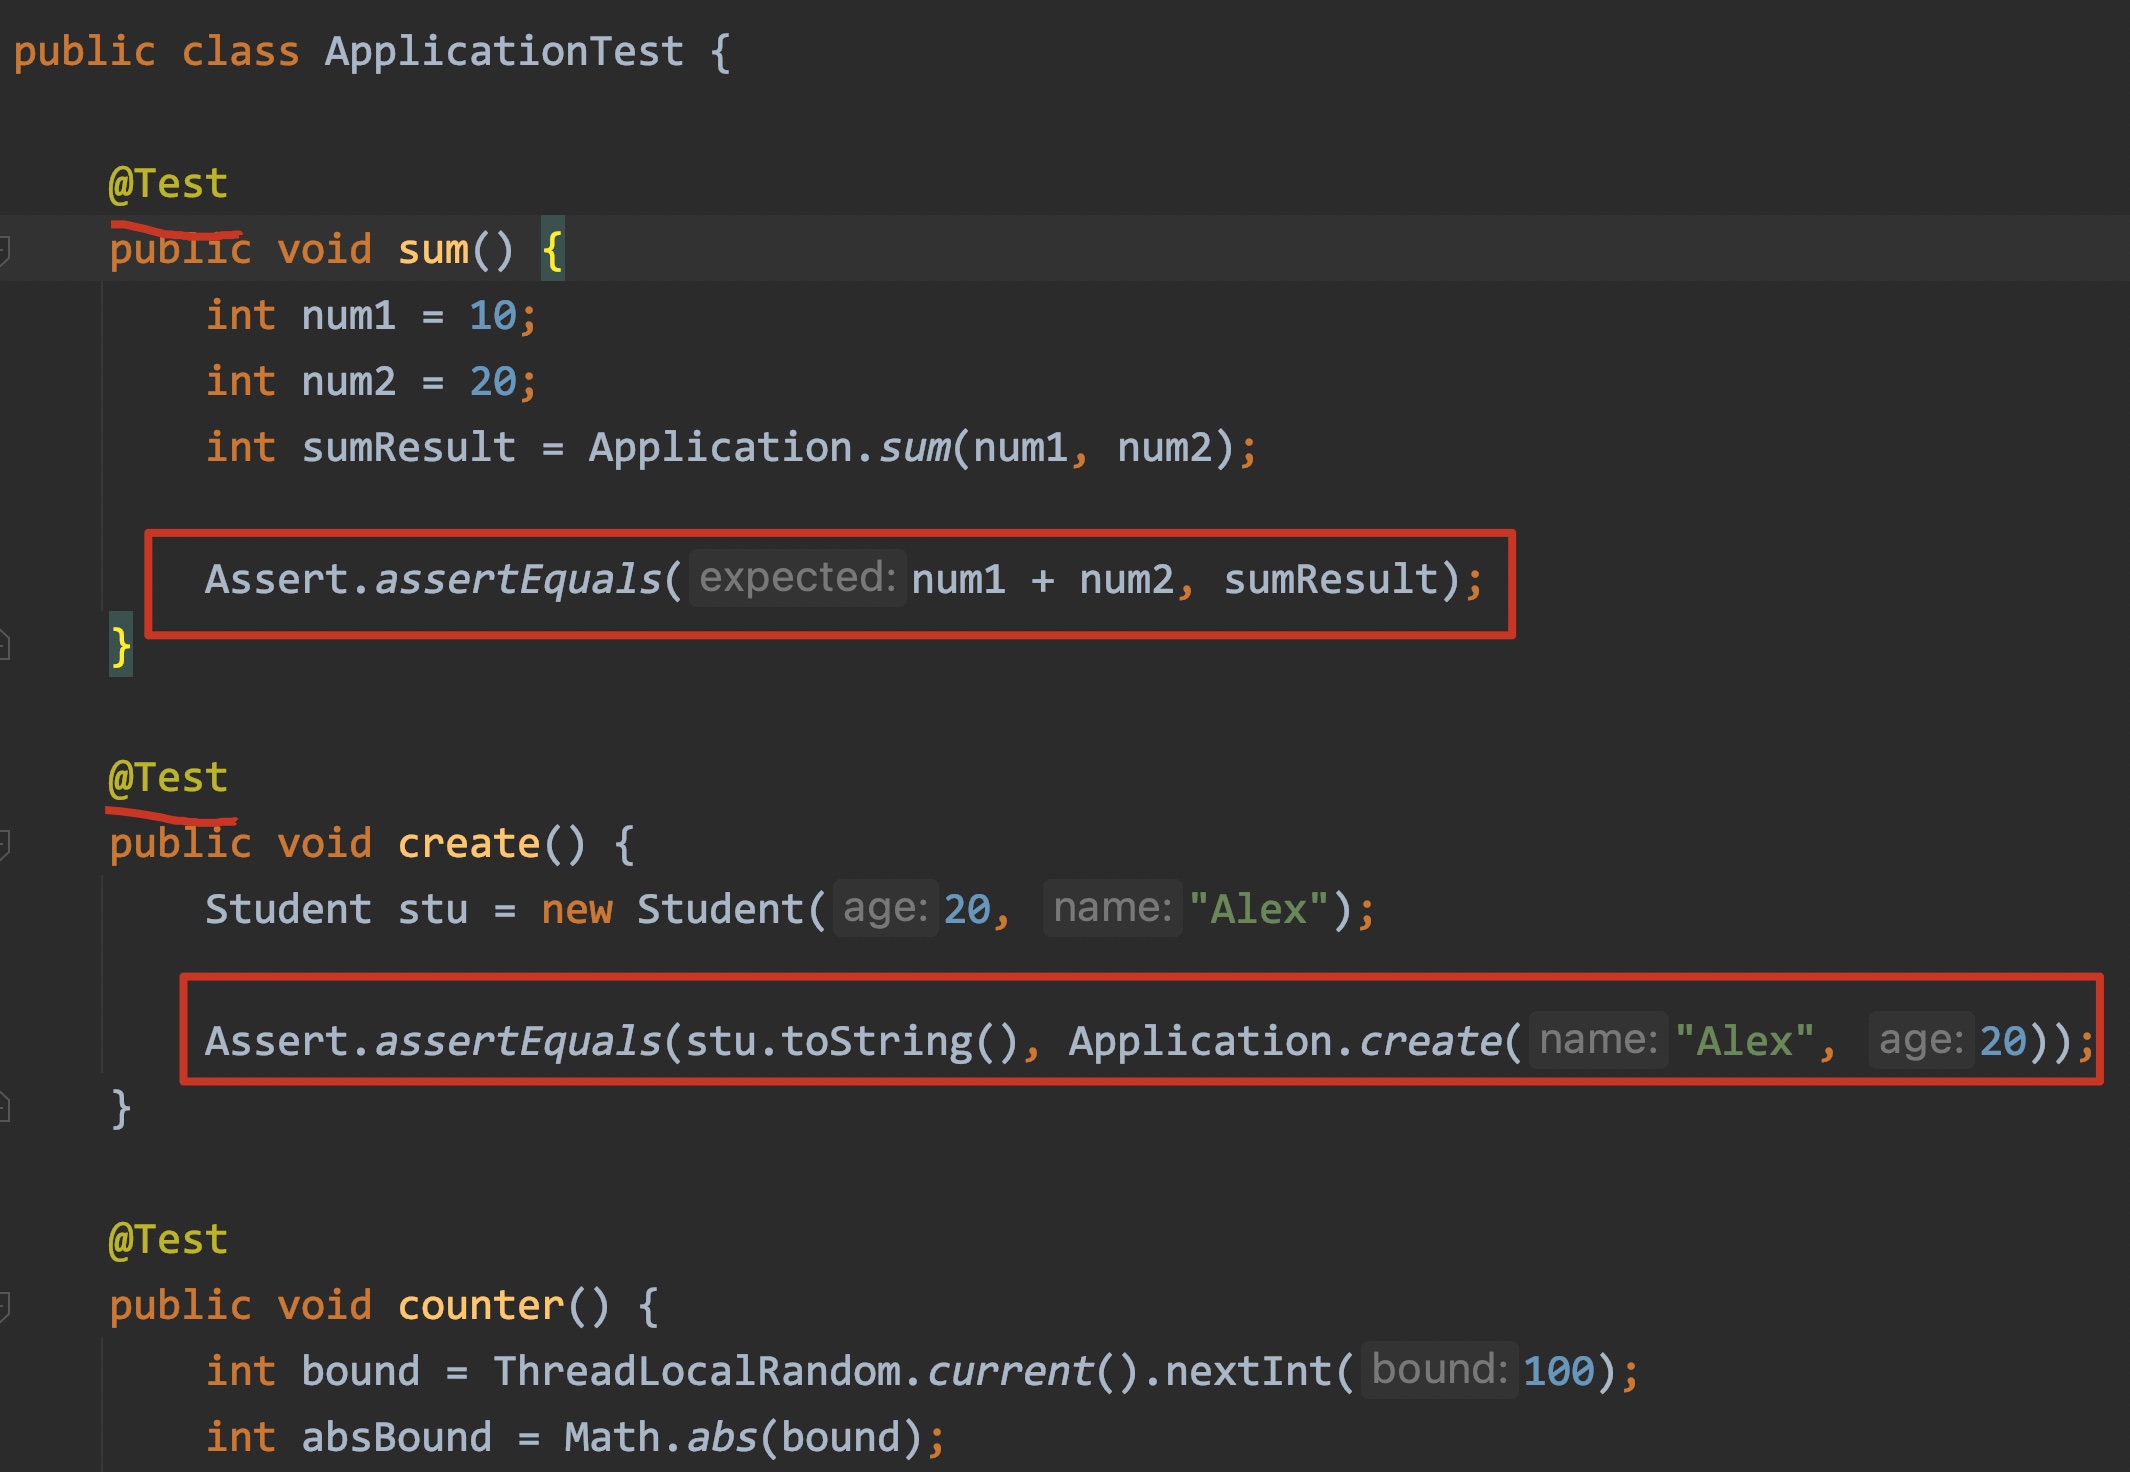 public class ApplicationTest {
@Test
public void sum() {
int num1 = 10;
int num2 = 20;
int sumResult = Application.sum(num1, num2);
Assert.assertEquals( expected: num1 + num2, sumResult);
}
@Test
public void create() {
Student stu = new Student( age: 20, name: "Alex");
Assert.assertEquals(stu.toString(), Application.create( name: "Alex", age: 20));
}
@Test
public void counter() {
int bound = ThreadLocalRandom.current().nextInt( bound: 100);
int absBound = Math.abs(bound);